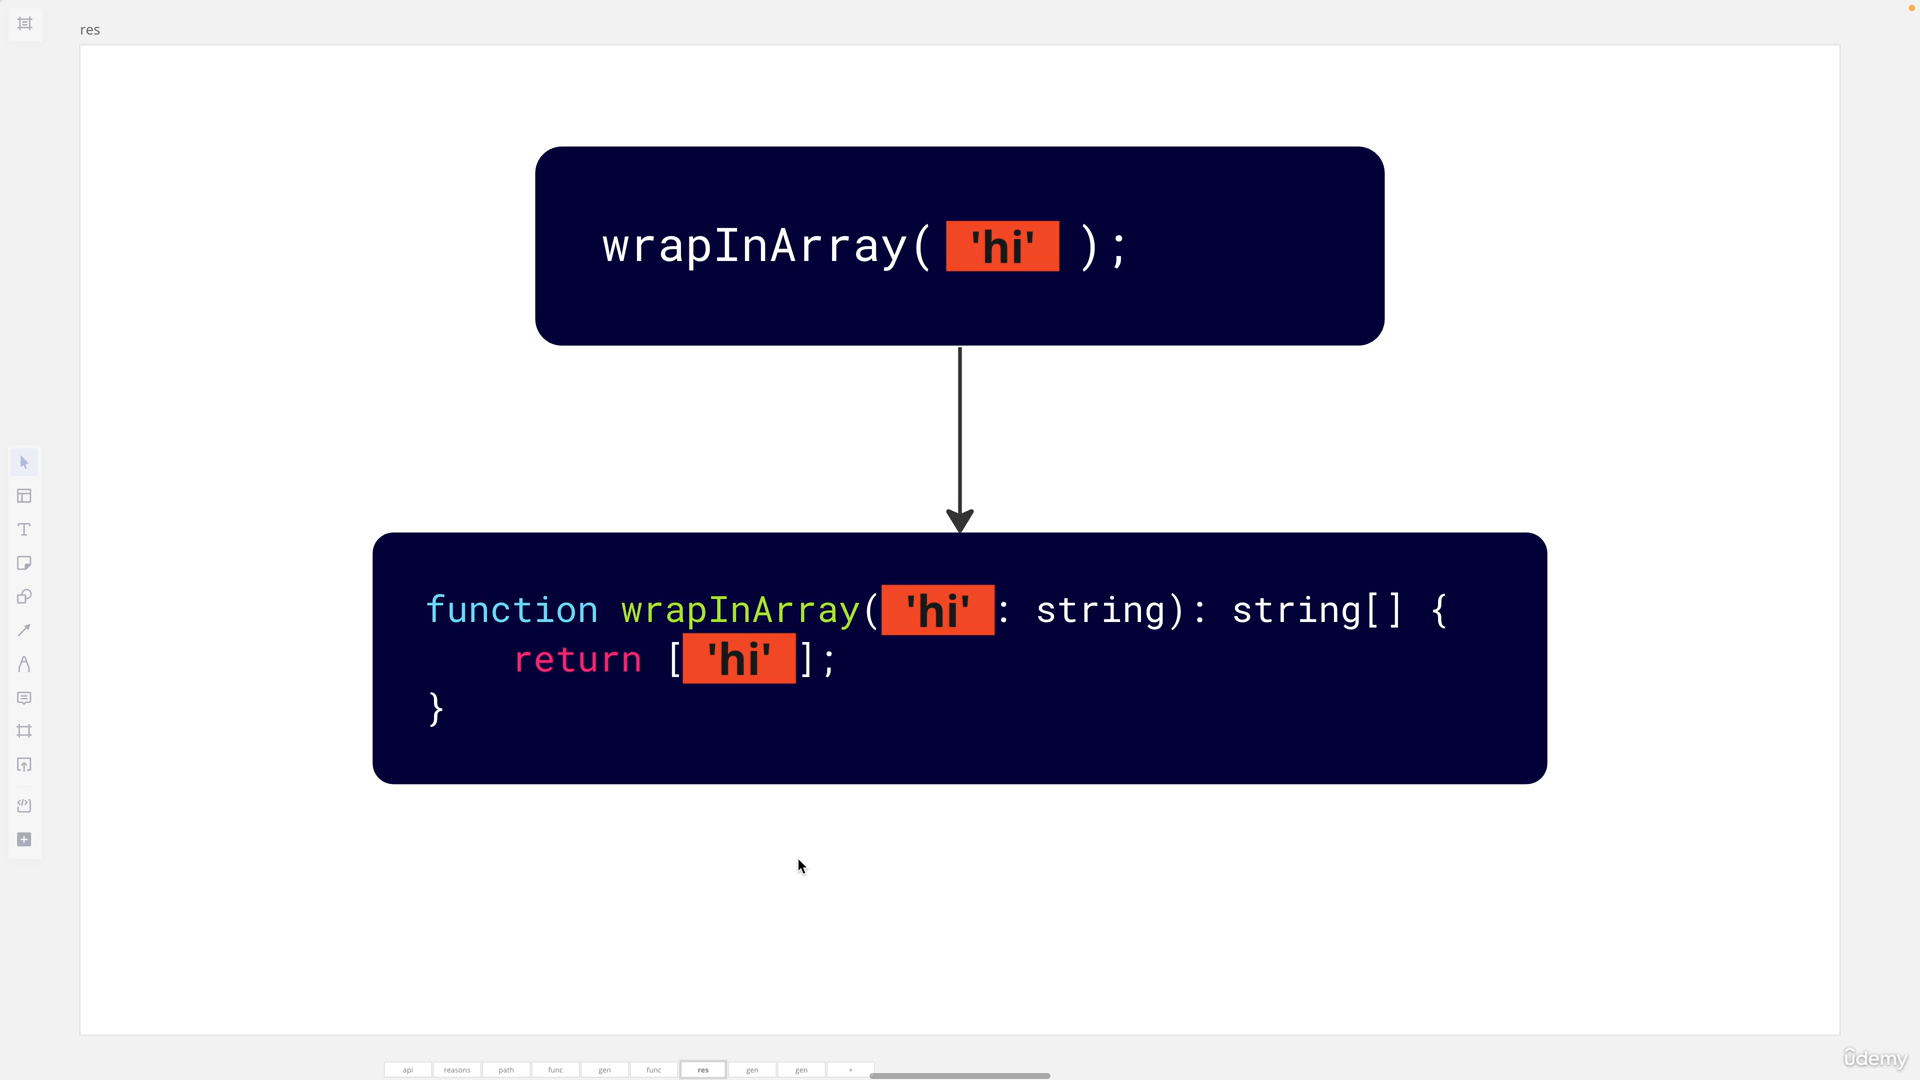 res
wrapInArray( 'hi' );
function wrapInArray( 'hi' : string): string[] {
return [ 'hi' ];
}
api reasons path func gen func res gen gen +
ûdemy